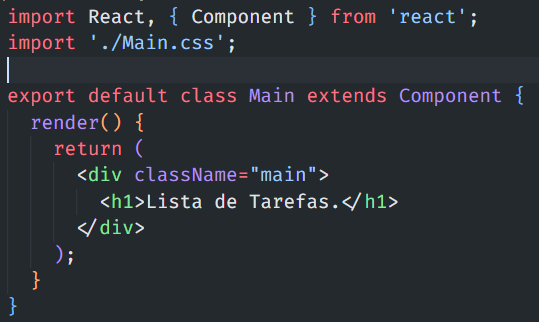 import React, { Component } from 'react';
import './Main.css';
export default class Main extends Component {
render() {
return (
<div className="main">
<h1>Lista de Tarefas.</h1>
</div>
);
}
}